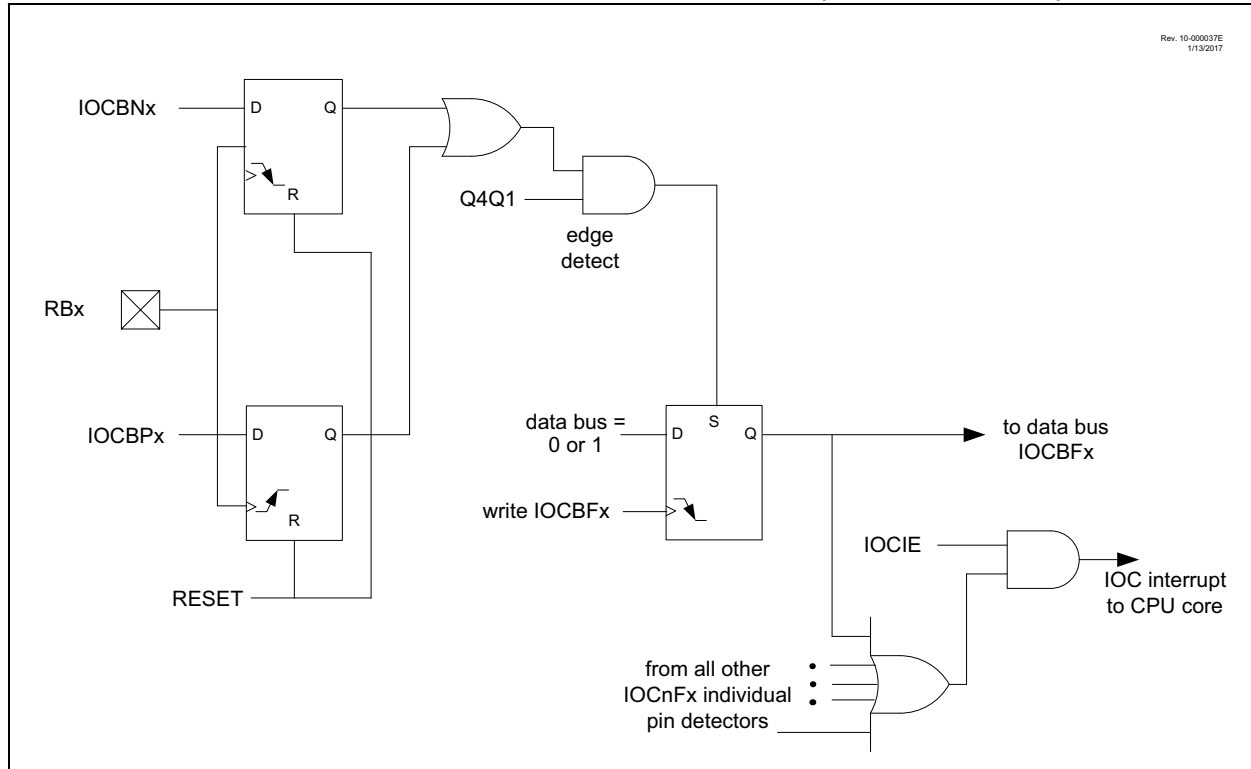 Rev. 10-000037E
1/13/2017
IOCBNx
D
Q
R
Q4Q1
edge
detect
RBx
IOCBPx
D
Q
R
RESET
data bus =
0 or 1
D
S
Q
to data bus
IOCBFx
write IOCBFx
IOCIE
IOC interrupt
to CPU core
from all other
IOCnFx individual
pin detectors